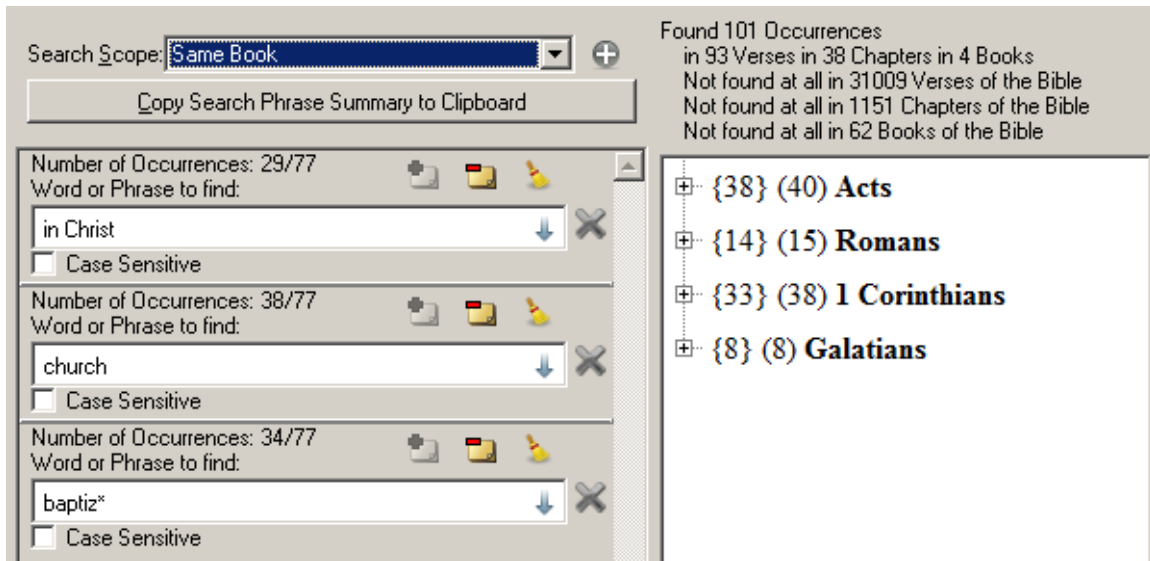 Search Scope: Same Book
Copy Search Phrase Summary to Clipboard
Number of Occurrences: 29/77
Word or Phrase to find:
in Christ
Case Sensitive
Number of Occurrences: 38/77
Word or Phrase to find:
church
Case Sensitive
Number of Occurrences: 34/77
Word or Phrase to find:
baptiz*
Case Sensitive
Found 101 Occurrences
in 93 Verses in 38 Chapters in 4 Books
Not found at all in 31009 Verses of the Bible
Not found at all in 1151 Chapters of the Bible
Not found at all in 62 Books of the Bible
{38} (40) Acts
{14} (15) Romans
{33} (38) 1 Corinthians
{8} (8) Galatians